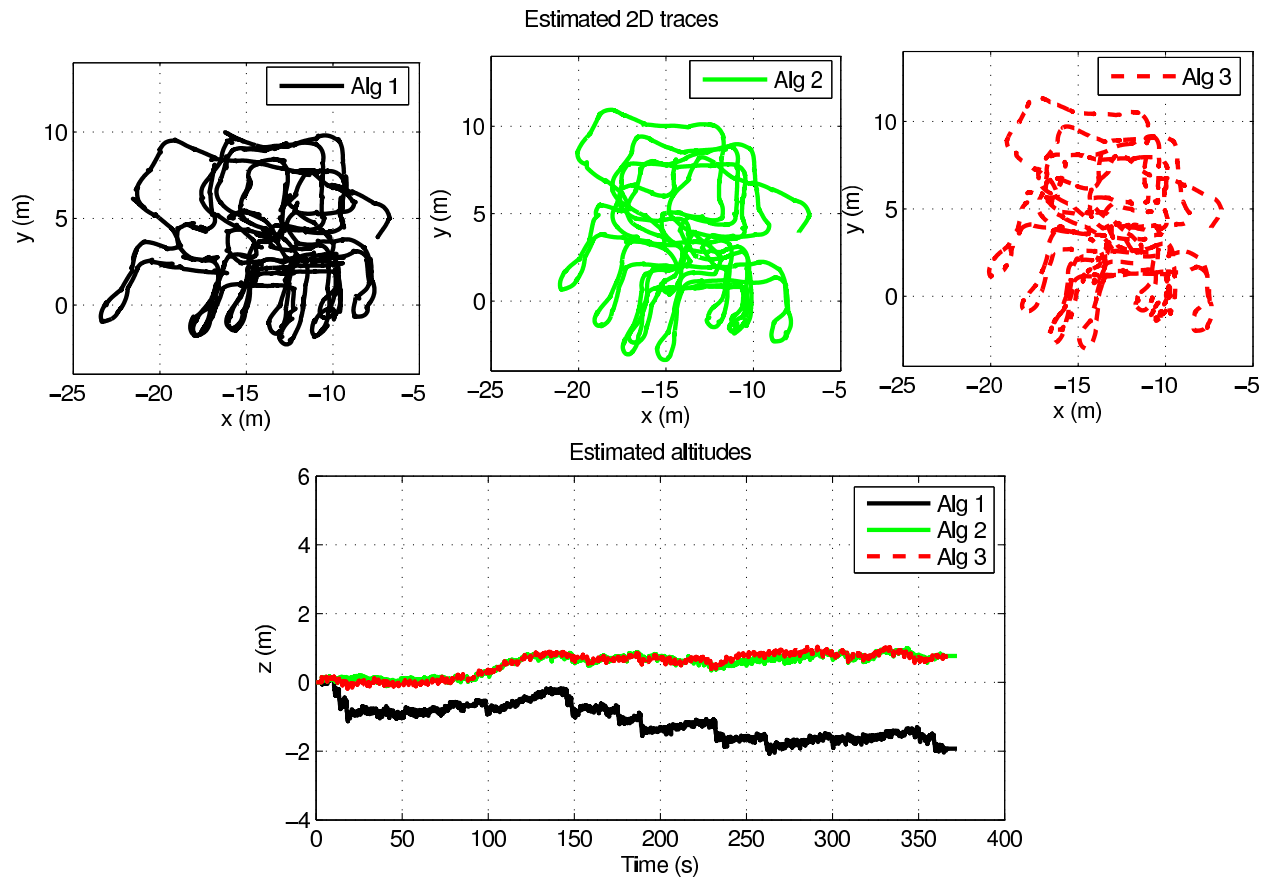 Estimated 2D traces
Alg 1
10
5
0
y (m)
−25 −20 −15 −10 −5
x (m)
Alg 2
10
5
0
y (m)
−25 −20 −15 −10 −5
x (m)
Alg 3
10
5
0
y (m)
−25 −20 −15 −10 −5
x (m)
Estimated altitudes
Alg 1
Alg 2
Alg 3
6
4
2
0
−2
−4
z (m)
0 50 100 150 200 250 300 350 400
Time (s)